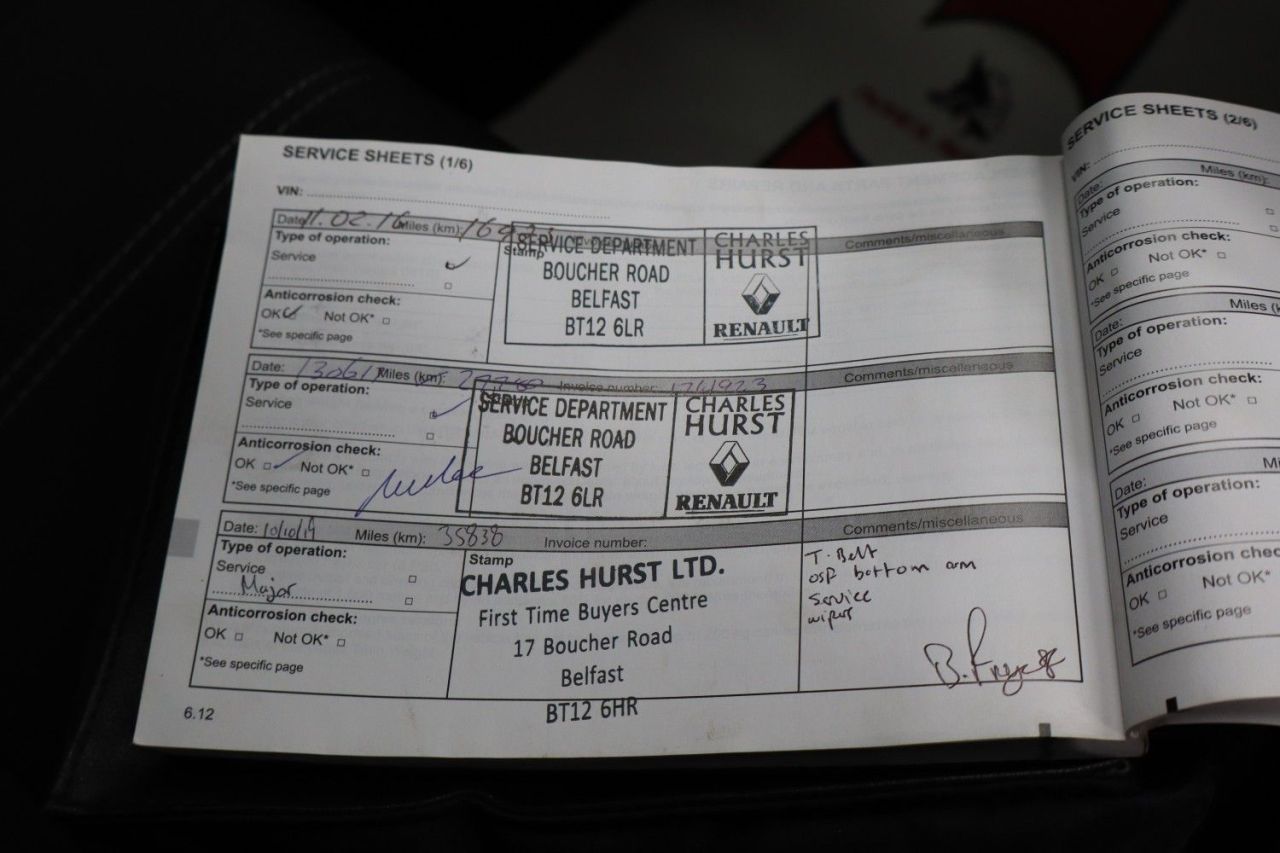 SERVICE SHEETS (1/6)
VIN:
Date: 11.02.16 Miles (km):
Type of operation:
Service
Anticorrosion check:
OK Not OK*
*See specific page
Stamp
SERVICE DEPARTMENT
BOUCHER ROAD
BELFAST
BT12 6LR
CHARLES
HURST
RENAULT
Comments/miscellaneous
Date: Miles (km): Invoice number:
Type of operation:
Service
Anticorrosion check:
OK Not OK*
*See specific page
SERVICE DEPARTMENT
BOUCHER ROAD
BELFAST
BT12 6LR
CHARLES
HURST
RENAULT
Comments/miscellaneous
Date: 10/10/19 Miles (km): 35838 Invoice number:
Type of operation:
Service
Major
Anticorrosion check:
OK Not OK*
*See specific page
Stamp
CHARLES HURST LTD.
First Time Buyers Centre
17 Boucher Road
Belfast
BT12 6HR
Comments/miscellaneous
T-Belt
OSF bottom arm
Service
wipers
6.12
SERVICE SHEETS (2/6)
VIN:
Date: Miles (km):
Type of operation:
Service
Anticorrosion check:
OK Not OK*
*See specific page
Date: Miles (k
Type of operation:
Service
Anticorrosion check:
OK Not OK*
*See specific page
Date: Mi
Type of operation:
Service
Anticorrosion chec
OK Not OK*
*See specific page